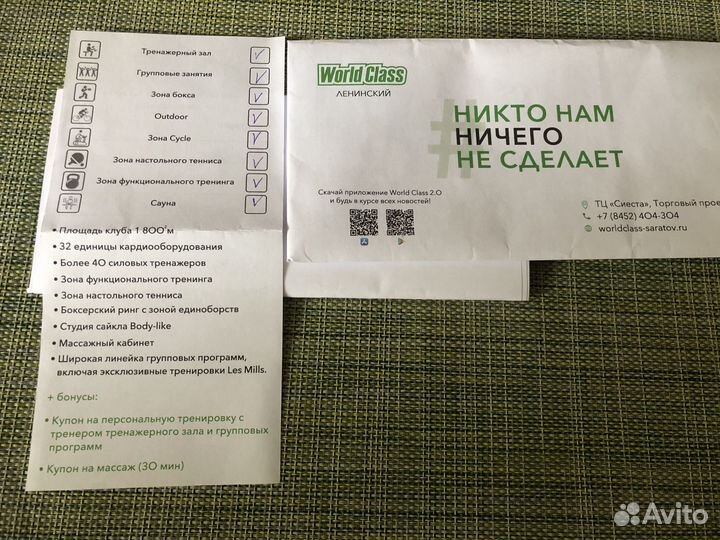 Тренажерный зал
Групповые занятия
Зона бокса
Outdoor
Зона Cycle
Зона настольного тенниса
Зона функционального тренинга
Сауна
• Площадь клуба 1 800 м
• 32 единицы кардиооборудования
• Более 40 силовых тренажеров
• Зона функционального тренинга
• Зона настольного тенниса
• Боксерский ринг с зоной единоборств
• Студия сайкла Body-like
• Массажный кабинет
• Широкая линейка групповых программ,
включая эксклюзивные тренировки Les Mills.
+ бонусы:
• Купон на персональную тренировку с
тренером тренажерного зала и групповых
программ
• Купон на массаж (30 мин)
World Class
ЛЕНИНСКИЙ
#НИКТО НАМ
НИЧЕГО
НЕ СДЕЛАЕТ
Скачай приложение World Class 2.0
и будь в курсе всех новостей!
ТЦ «Сиеста», Торговый прое
+7 (8452) 404-304
worldclass-saratov.ru
Avito